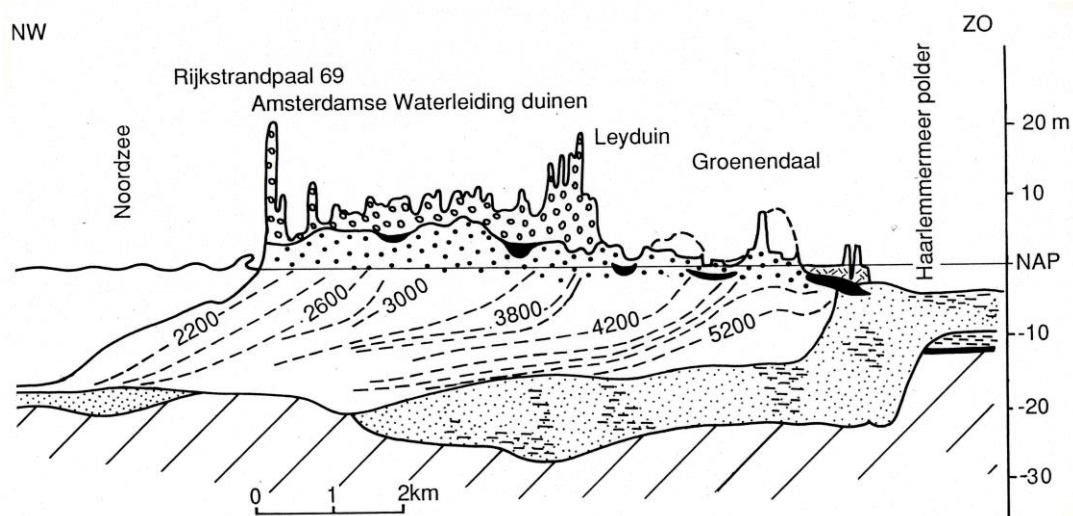 NW
ZO
Rijkstrandpaal 69
Amsterdamse Waterleiding duinen
Leyduin
Groenendaal
Noordzee
Haarlemmermeer polder
20 m
10
NAP
-10
-20
-30
2200
2600
3000
3800
4200
5200
0 1 2km